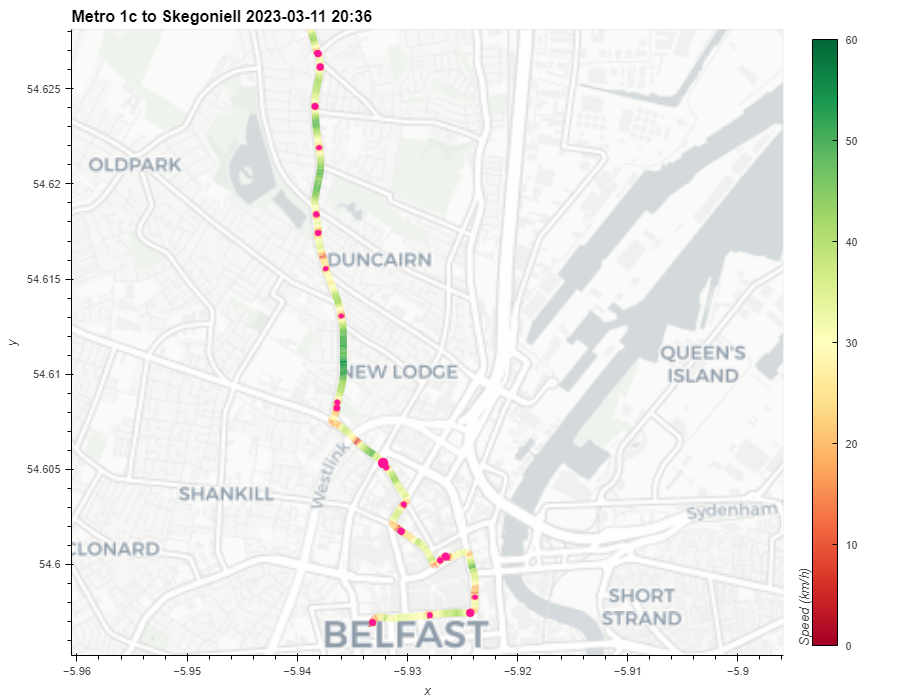 Metro 1c to Skegoniell 2023-03-11 20:36
60
54.625
50
OLDPARK
54.62
40
DUNCAIRN
54.615
y
30
QUEEN'S
ISLAND
54.61
NEW LODGE
20
54.605
Westlink
SHANKILL
Sydenham
10
CLONARD
54.6
SHORT
STRAND
Speed (km/h)
BELFAST
0
−5.96
−5.95
−5.94
−5.93
−5.92
−5.91
−5.9
x